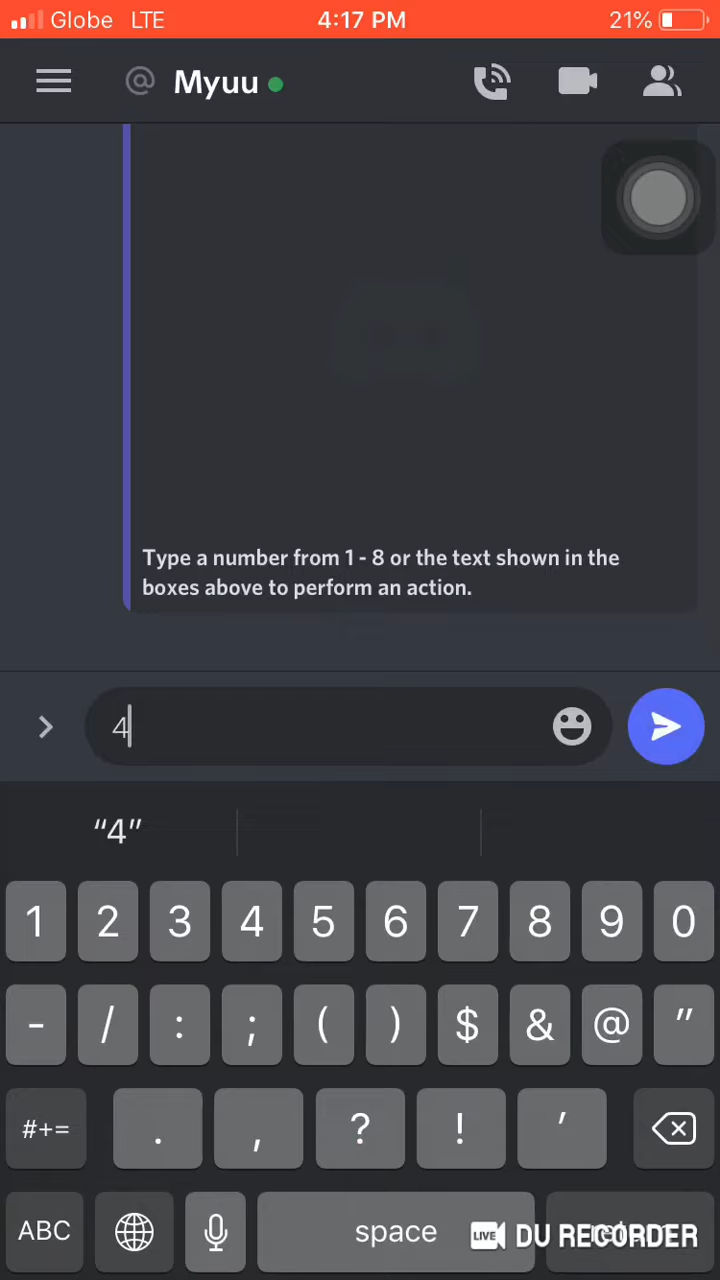 Globe LTE 4:17 PM 21%
@ Myuu
Type a number from 1 - 8 or the text shown in the
boxes above to perform an action.
4
“4”
1 2 3 4 5 6 7 8 9 0
- / : ; ( ) $ & @ ”
#+= . , ? ! ’
ABC space LIVE DU RECORDER